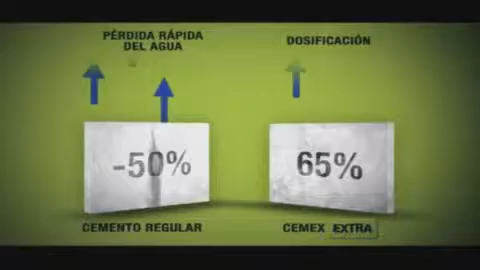 PÉRDIDA RÁPIDA
DEL AGUA
DOSIFICACIÓN
-50%
65%
CEMENTO REGULAR
CEMEX EXTRA